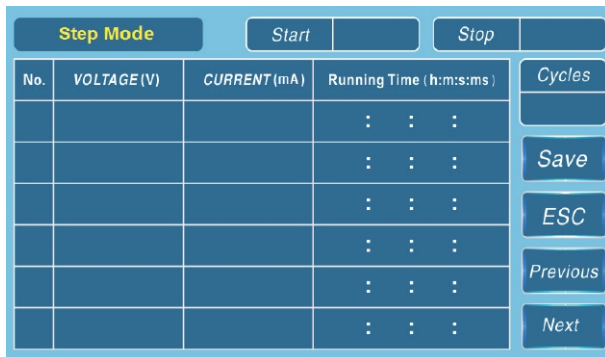 Step Mode Start Stop
No. VOLTAGE(V) CURRENT(mA) Running Time (h:m:s:ms) Cycles
: : :
: : :
Save
: : :
ESC
: : :
: : :
Previous
: : :
Next